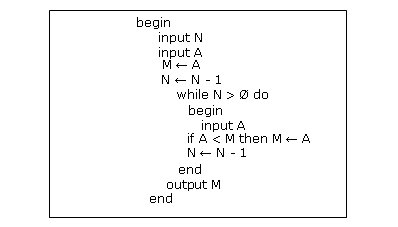 begin
input N
input A
M ← A
N ← N - 1
while N > Ø do
begin
input A
if A < M then M ← A
N ← N - 1
end
output M
end